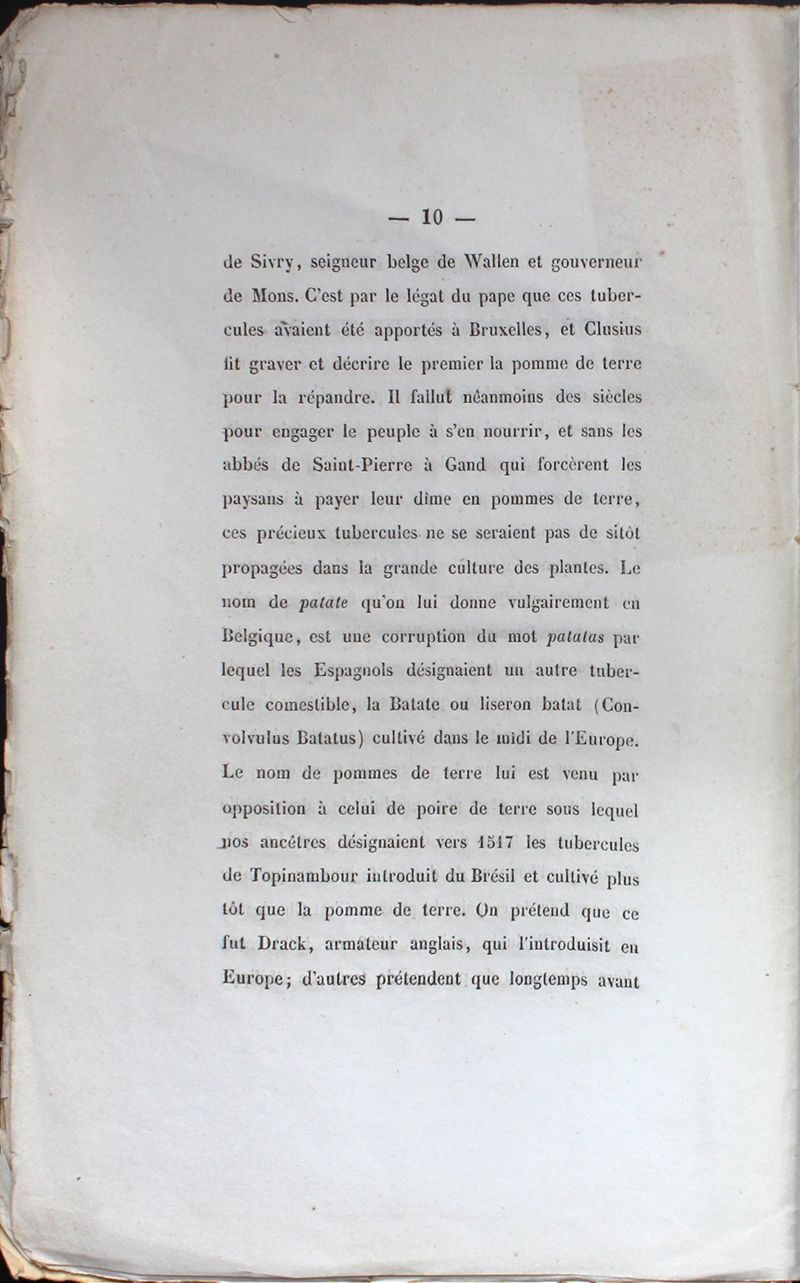 — 10 —
de Sivry, seigneur belge de Wallen et gouverneur
de Mons. C'est par le légat du pape que ces tuber-
cules avaient été apportés à Bruxelles, et Clusius
fit graver et décrire le premier la pomme de terre
pour la répandre. Il fallut néanmoins des siècles
pour engager le peuple à s'en nourrir, et sans les
abbés de Saint-Pierre à Gand qui forcèrent les
paysans à payer leur dîme en pommes de terre,
ces précieux tubercules ne se seraient pas de sitôt
propagées dans la grande culture des plantes. Le
nom de patate qu'on lui donne vulgairement en
Belgique, est une corruption du mot patatas par
lequel les Espagnols désignaient un autre tuber-
cule comestible, la Batate ou liseron batat (Con-
volvulus Batatus) cultivé dans le midi de l'Europe.
Le nom de pommes de terre lui est venu par
opposition à celui de poire de terre sous lequel
nos ancêtres désignaient vers 1517 les tubercules
de Topinambour introduit du Brésil et cultivé plus
tôt que la pomme de terre. On prétend que ce
fut Drack, armateur anglais, qui l'introduisit en
Europe; d'autres prétendent que longtemps avant